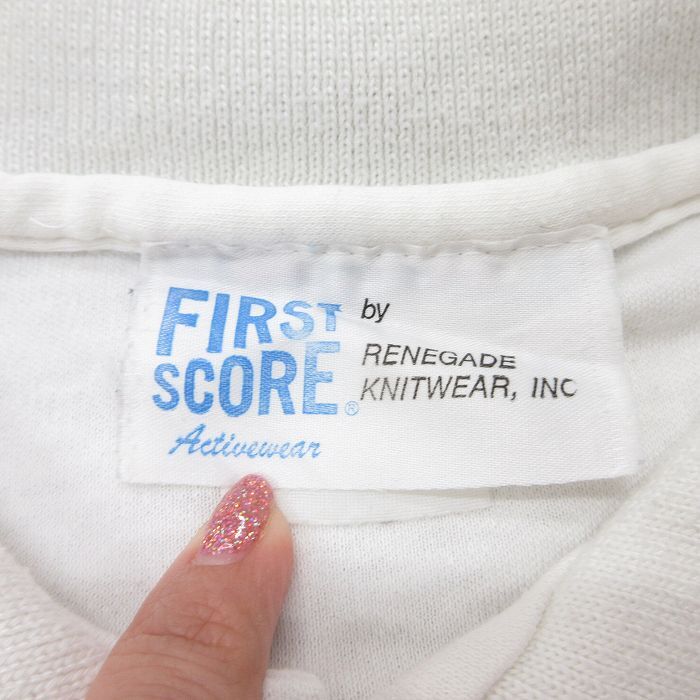 FIRST
SCORE®
Activewear
by
RENEGADE
KNITWEAR, INC